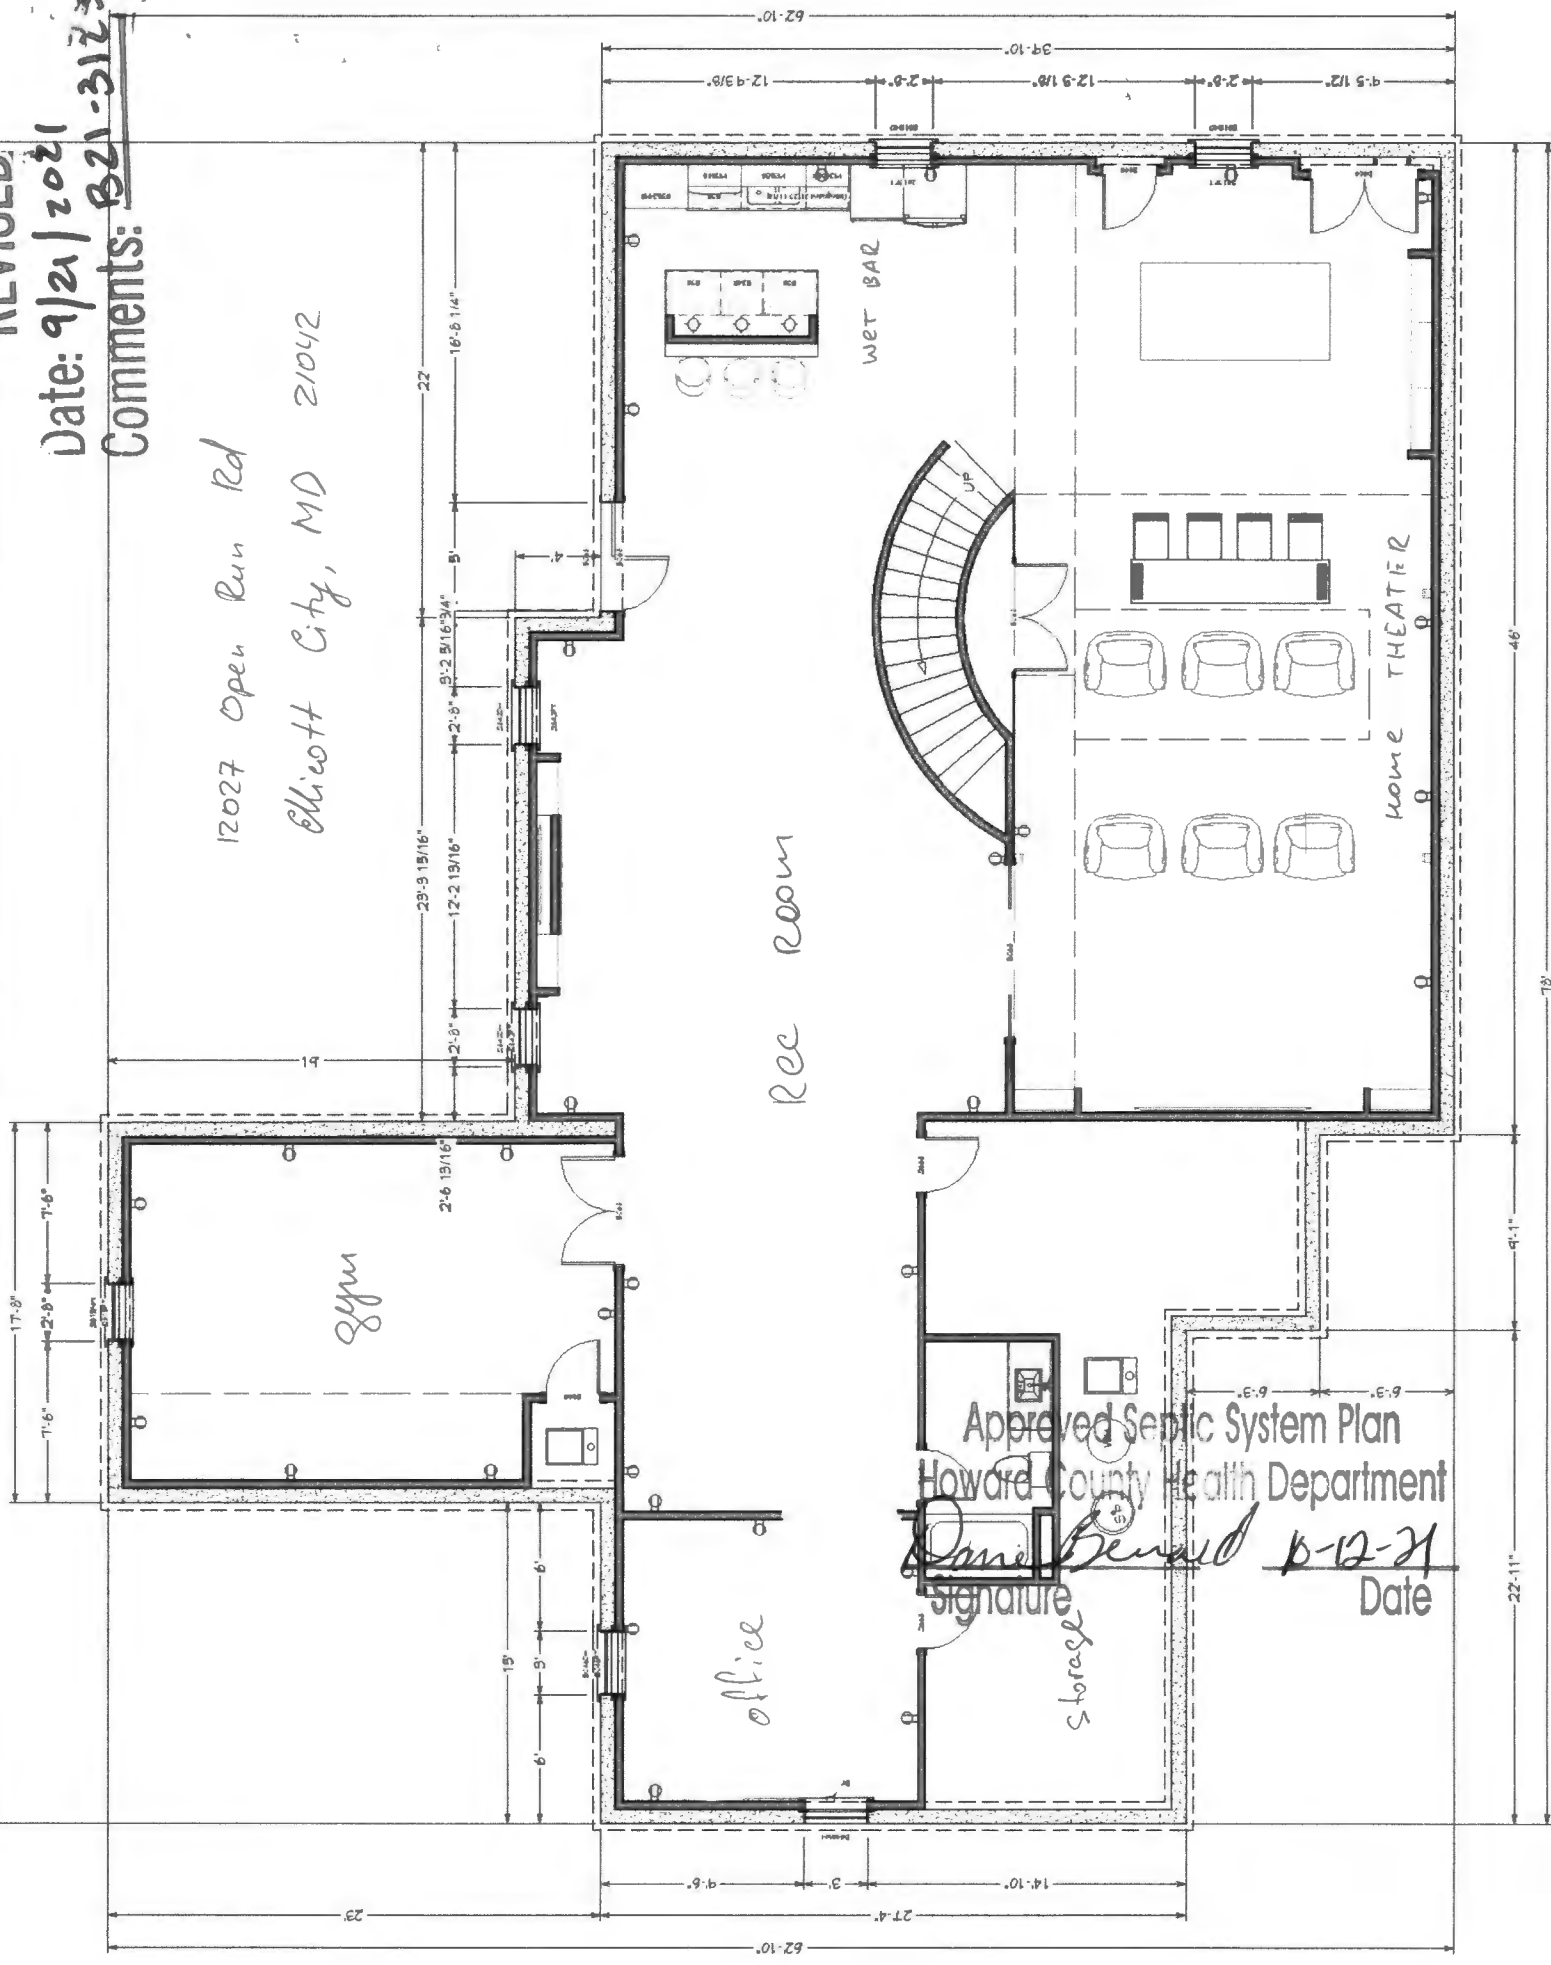 REVISED
Date: 9/21/2021
Comments: B21-312
12027 Open Run Rd
Ellicott City, MD 21042
62'-10"
39'-10"
12'-9 3/8"
2'-8"
12'-3 1/8"
2'-8"
9'-5 1/2"
22'
16'-8 1/4"
5'
4'
3/4"
3'-2 5/16"
2'-8"
23'-3 15/16"
12'-2 13/16"
2'-8"
2'-6 13/16"
19'
17'-8"
7'-6"
2'-8"
7'-6"
15'
6'
3'
6'
WET BAR
UP
Home THEATER
Rec Room
gym
office
Storage
WH
SP
46'
78'
9'-1"
22'-11"
6'-3"
6'-3"
Approved Septic System Plan
Howard County Health Department
Signature
Date
9'-6"
3'
14'-10"
23'
27'-4"
62'-10"